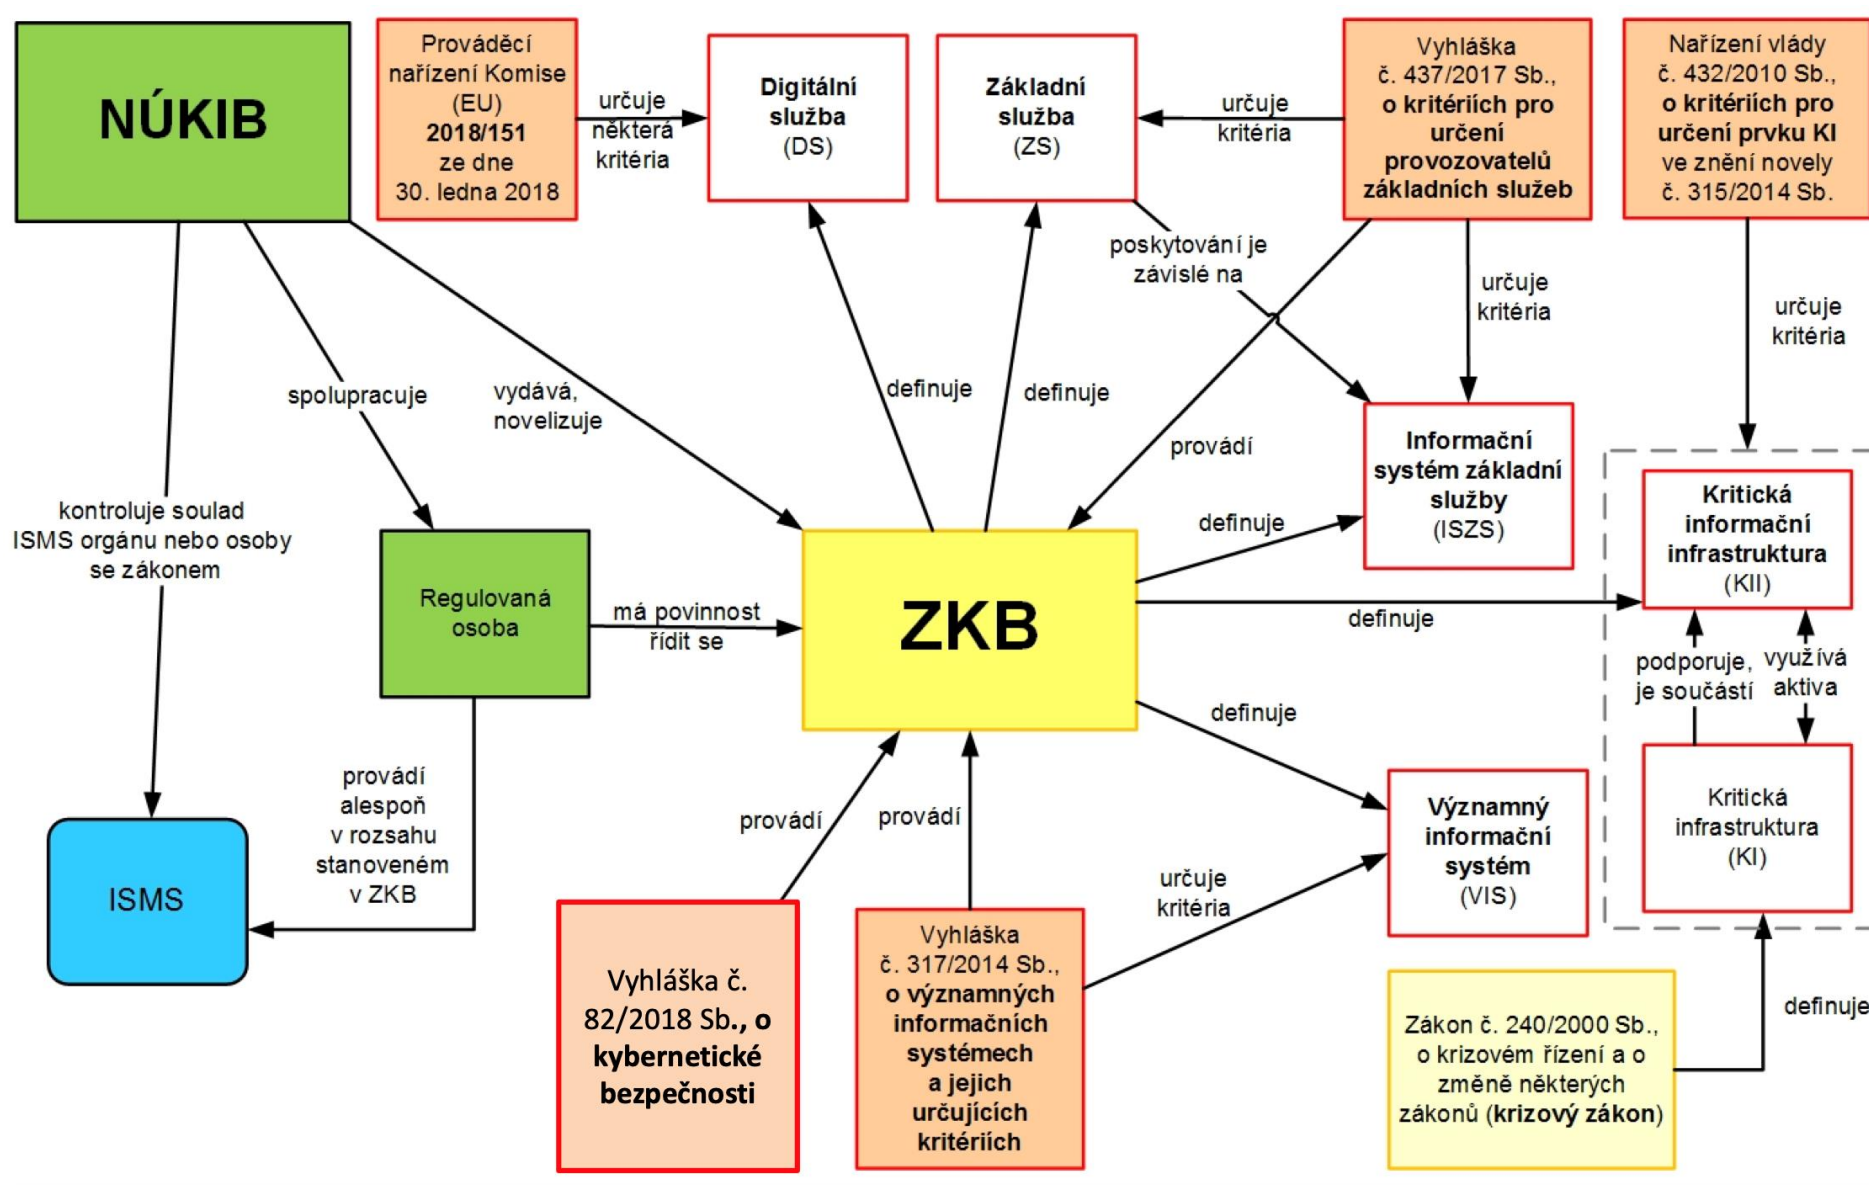 NÚKIB
Prováděcí
nařízení Komise
(EU)
2018/151
ze dne
30. ledna 2018
určuje
některá
kritéria
Digitální
služba
(DS)
Základní
služba
(ZS)
určuje
kritéria
Vyhláška
č. 437/2017 Sb.,
o kritériích pro
určení
provozovatelů
základních služeb
Nařízení vlády
č. 432/2010 Sb.,
o kritériích pro
určení prvku KI
ve znění novely
č. 315/2014 Sb.
poskytování je
závislé na
určuje
kritéria
určuje
kritéria
spolupracuje
vydává,
novelizuje
definuje
definuje
provádí
Informační
systém základní
služby
(ISZS)
kontroluje soulad
ISMS orgánu nebo osoby
se zákonem
definuje
Kritická
informační
infrastruktura
(KII)
Regulovaná
osoba
má povinnost
řídit se
ZKB
definuje
podporuje,
je součástí
využívá
aktiva
definuje
provádí
alespoň
v rozsahu
stanoveném
v ZKB
provádí
provádí
Významný
informační
systém
(VIS)
Kritická
infrastruktura
(KI)
ISMS
určuje
kritéria
Vyhláška č.
82/2018 Sb., o
kybernetické
bezpečnosti
Vyhláška
č. 317/2014 Sb.,
o významných
informačních
systémech
a jejich
určujících
kritériích
Zákon č. 240/2000 Sb.,
o krizovém řízení a o
změně některých
zákonů (krizový zákon)
definuje